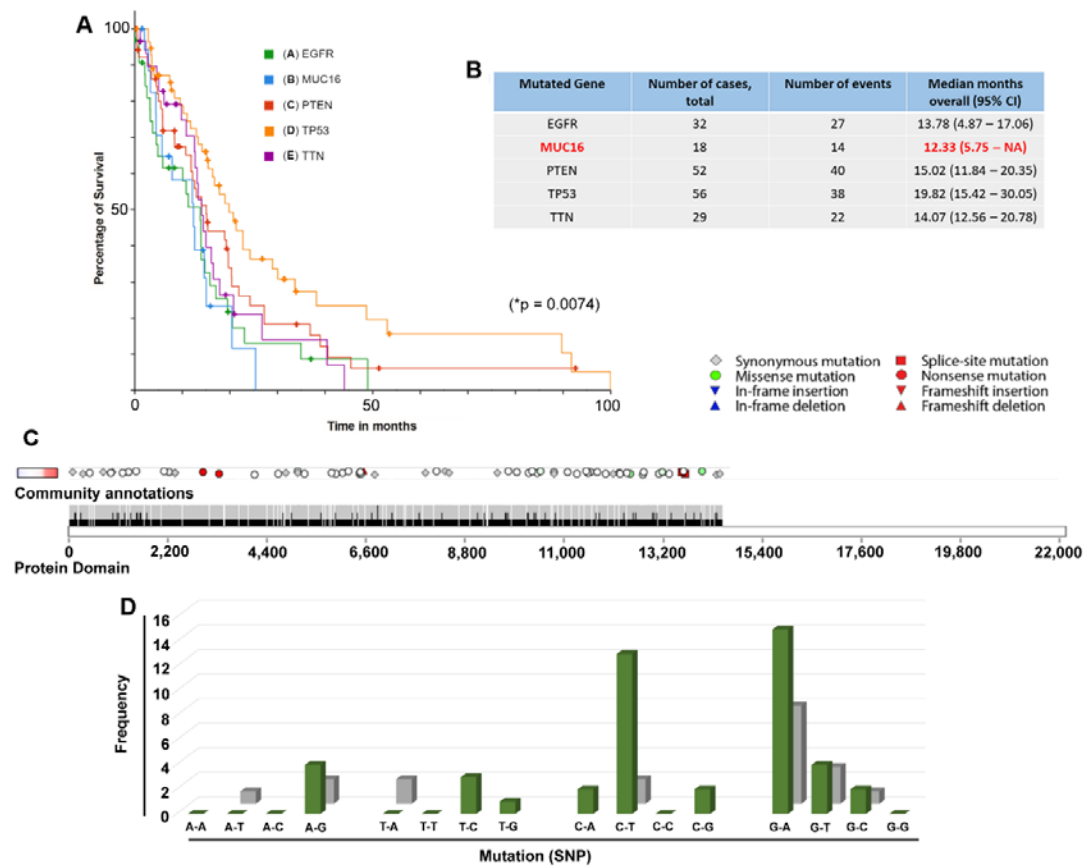 A
100
50
0
50
100
Percentage of Survival
Time in months
(A) EGFR
(B) MUC16
(C) PTEN
(D) TP53
(E) TTN
B
Mutated Gene Number of cases, total Number of events Median months overall (95% CI)
EGFR 32 27 13.78 (4.87 – 17.06)
MUC16 18 14 12.33 (5.75 – NA)
PTEN 52 40 15.02 (11.84 – 20.35)
TP53 56 38 19.82 (15.42 – 30.05)
TTN 29 22 14.07 (12.56 – 20.78)
(*p = 0.0074)
Synonymous mutation Splice-site mutation
Missense mutation Nonsense mutation
In-frame insertion Frameshift insertion
In-frame deletion Frameshift deletion
C
Community annotations
0 2,200 4,400 6,600 8,800 11,000 13,200 15,400 17,600 19,800 22,000
Protein Domain
D
16
14
12
10
8
6
4
2
0
Frequency
A-A A-T A-C A-G T-A T-T T-C T-G C-A C-T C-C C-G G-A G-T G-C G-G
Mutation (SNP)